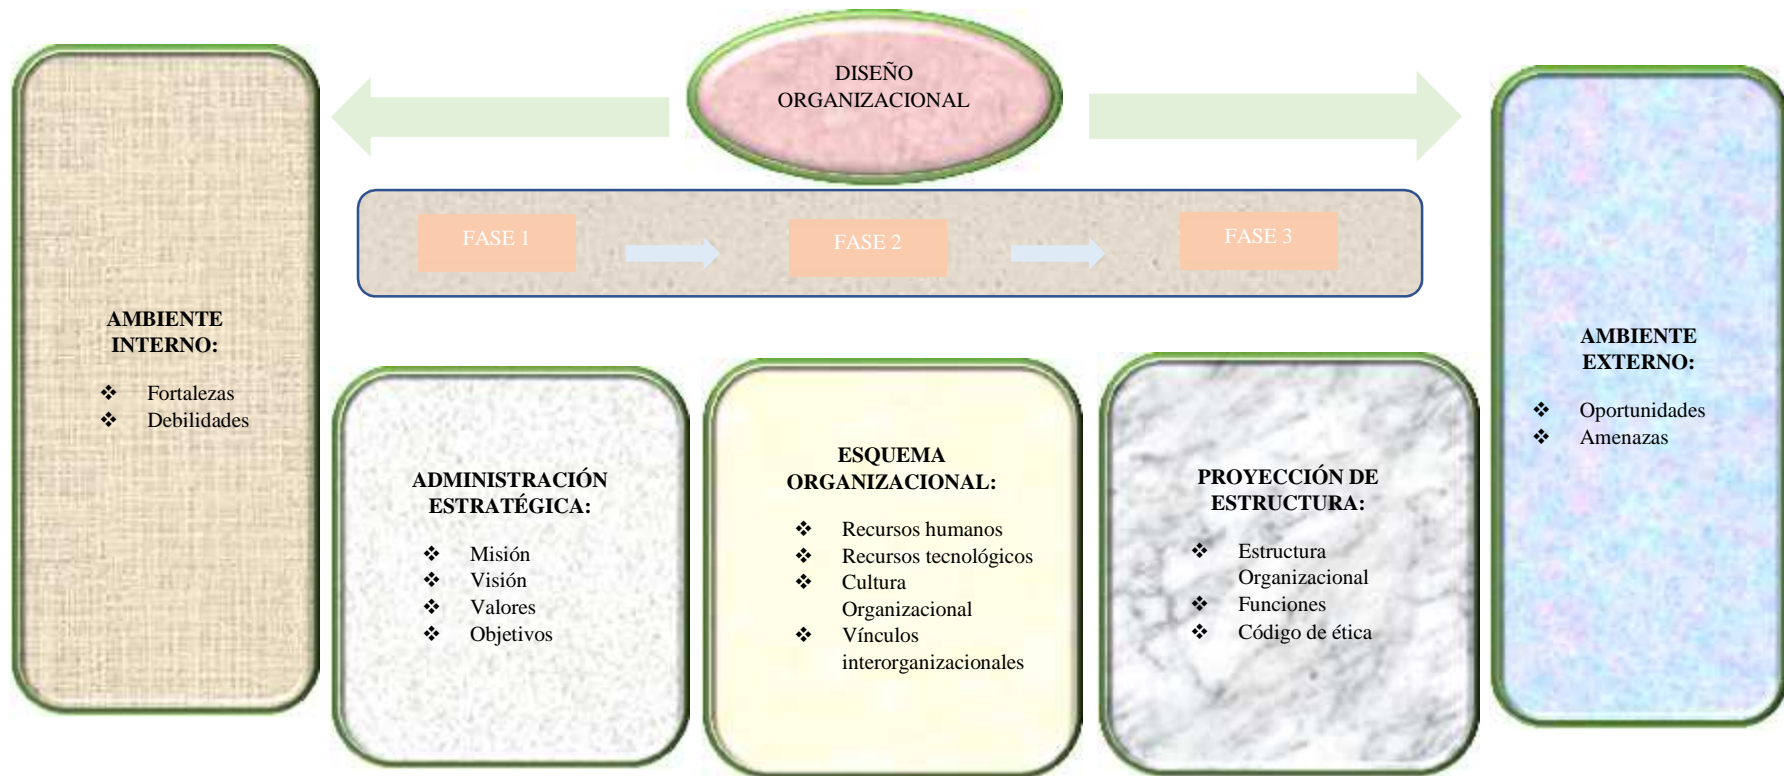 DISEÑO
ORGANIZACIONAL
FASE 1
FASE 2
FASE 3
AMBIENTE
INTERNO:
❖ Fortalezas
❖ Debilidades
ADMINISTRACIÓN
ESTRATÉGICA:
❖ Misión
❖ Visión
❖ Valores
❖ Objetivos
ESQUEMA
ORGANIZACIONAL:
❖ Recursos humanos
❖ Recursos tecnológicos
❖ Cultura
Organizacional
❖ Vínculos
interorganizacionales
PROYECCIÓN DE
ESTRUCTURA:
❖ Estructura
Organizacional
❖ Funciones
❖ Código de ética
AMBIENTE
EXTERNO:
❖ Oportunidades
❖ Amenazas